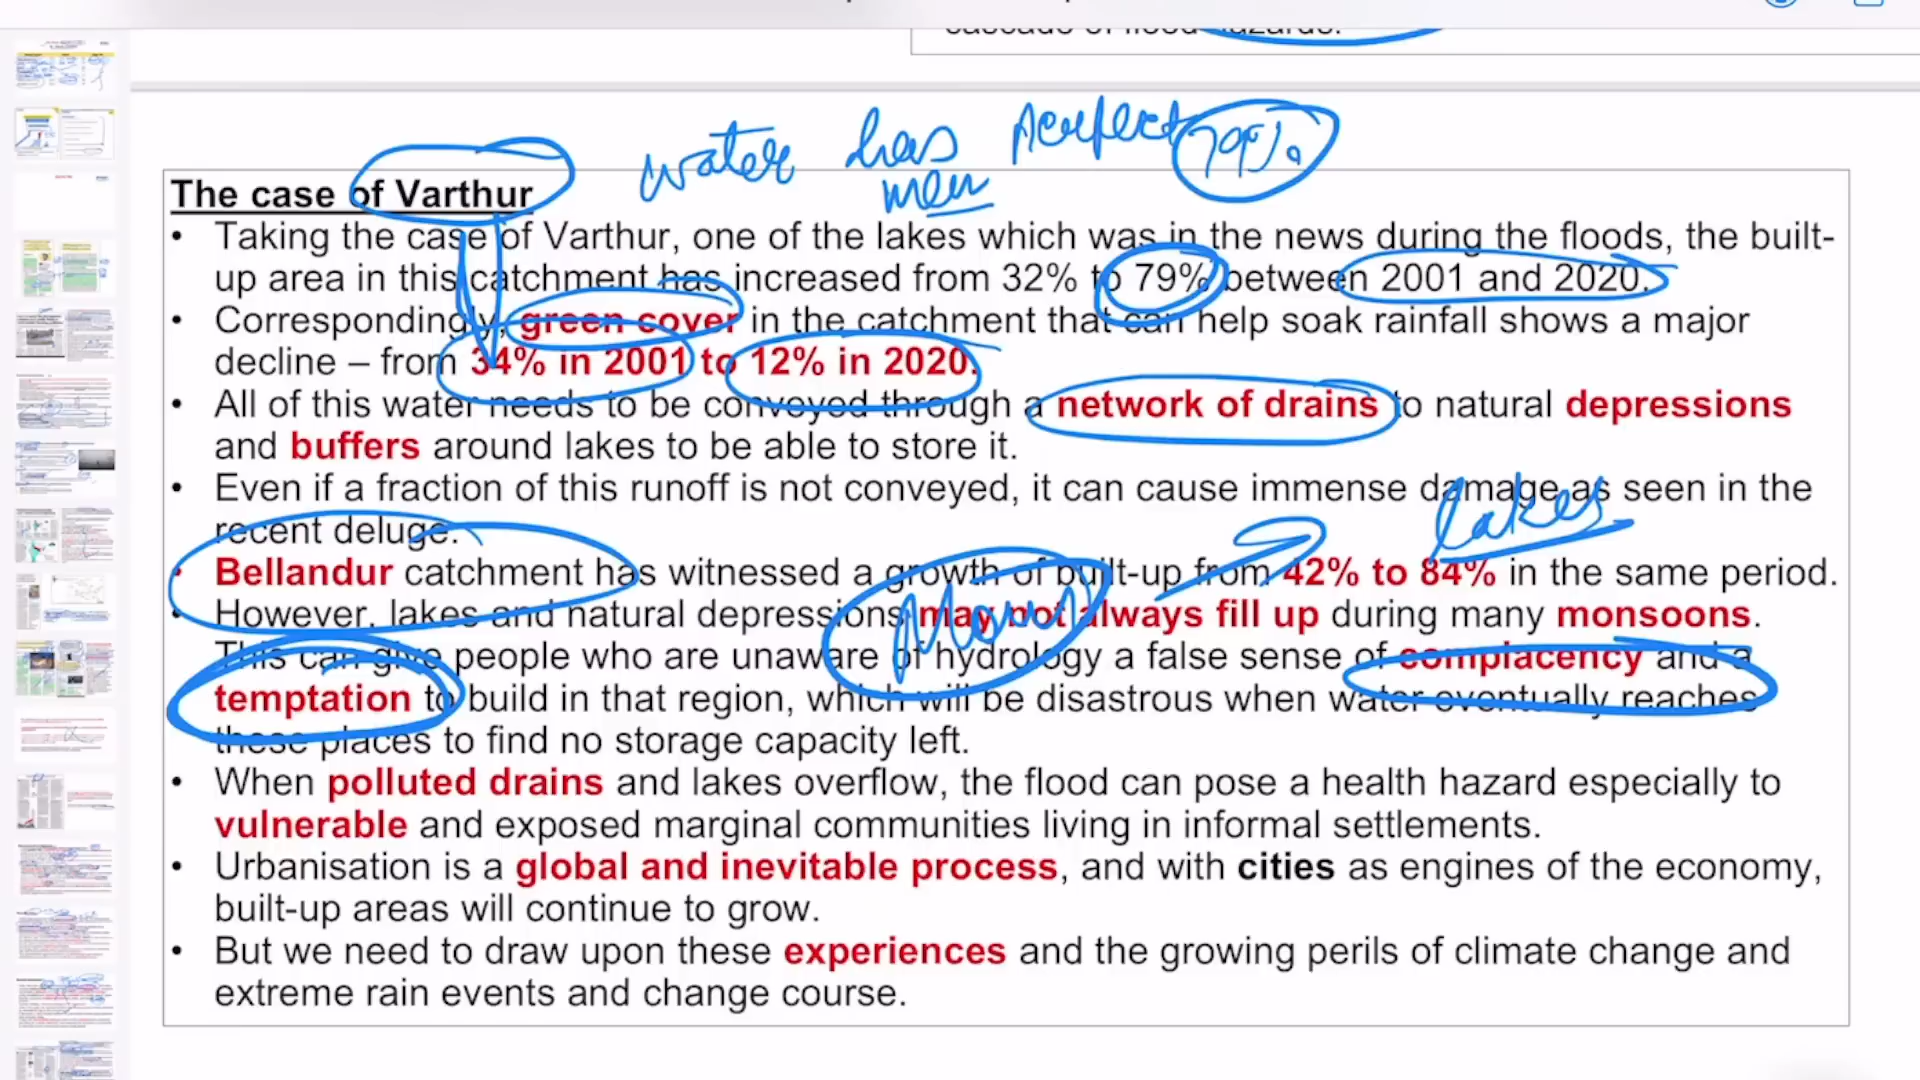 water has perfect 79%
mem
The case of Varthur
• Taking the case of Varthur, one of the lakes which was in the news during the floods, the built-
up area in this catchment has increased from 32% to 79% between 2001 and 2020.
• Correspondingly, green cover in the catchment that can help soak rainfall shows a major
decline – from 34% in 2001 to 12% in 2020.
• All of this water needs to be conveyed through a network of drains to natural depressions
and buffers around lakes to be able to store it.
• Even if a fraction of this runoff is not conveyed, it can cause immense damage as seen in the
recent deluge.
lakes
• Bellandur catchment has witnessed a growth of built-up from 42% to 84% in the same period.
• However, lakes and natural depressions may not always fill up during many monsoons.
This can give people who are unaware of hydrology a false sense of complacency and a
temptation to build in that region, which will be disastrous when water eventually reaches
these places to find no storage capacity left.
• When polluted drains and lakes overflow, the flood can pose a health hazard especially to
vulnerable and exposed marginal communities living in informal settlements.
• Urbanisation is a global and inevitable process, and with cities as engines of the economy,
built-up areas will continue to grow.
• But we need to draw upon these experiences and the growing perils of climate change and
extreme rain events and change course.